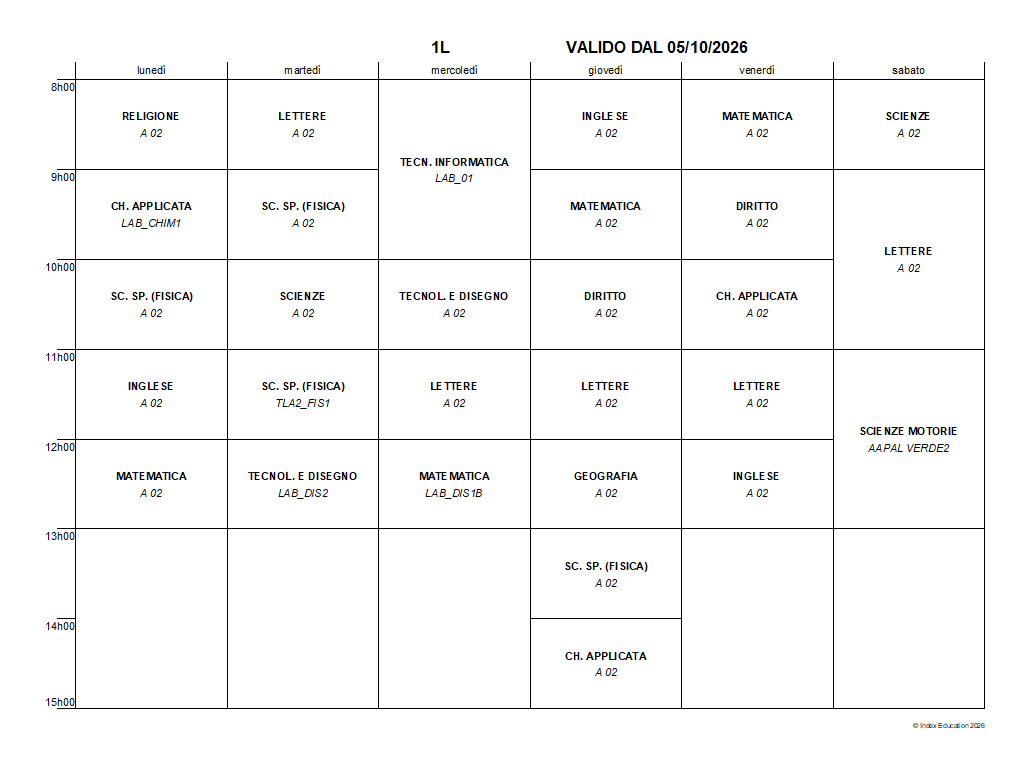 1L VALIDO DAL 05/10/2026
lunedì martedì mercoledì giovedì venerdì sabato
8h00
RELIGIONE LETTERE INGLESE MATEMATICA SCIENZE
A 02 A 02 A 02 A 02 A 02
TECN. INFORMATICA
LAB_01
9h00
CH. APPLICATA SC. SP. (FISICA) MATEMATICA DIRITTO
LAB_CHIM1 A 02 A 02 A 02
LETTERE
A 02
10h00
SC. SP. (FISICA) SCIENZE TECNOL. E DISEGNO DIRITTO CH. APPLICATA
A 02 A 02 A 02 A 02 A 02
11h00
INGLESE SC. SP. (FISICA) LETTERE LETTERE LETTERE
A 02 TLA2_FIS1 A 02 A 02 A 02
SCIENZE MOTORIE
AAPAL VERDE2
12h00
MATEMATICA TECNOL. E DISEGNO MATEMATICA GEOGRAFIA INGLESE
A 02 LAB_DIS2 LAB_DIS1B A 02 A 02
13h00
SC. SP. (FISICA)
A 02
14h00
CH. APPLICATA
A 02
15h00
© Index Education 2026